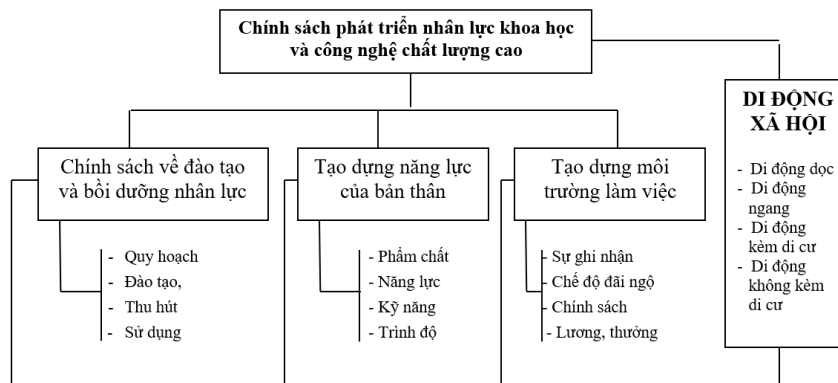 Chính sách phát triển nhân lực khoa học
và công nghệ chất lượng cao
Chính sách về đào tạo
và bồi dưỡng nhân lực
- Quy hoạch
- Đào tạo,
- Thu hút
- Sử dụng
Tạo dựng năng lực
của bản thân
- Phẩm chất
- Năng lực
- Kỹ năng
- Trình độ
Tạo dựng môi
trường làm việc
- Sự ghi nhận
- Chế độ đãi ngộ
- Chính sách
- Lương, thưởng
DI ĐỘNG
XÃ HỘI
- Di động dọc
- Di động
ngang
- Di động
kèm di cư
- Di động
không kèm
di cư